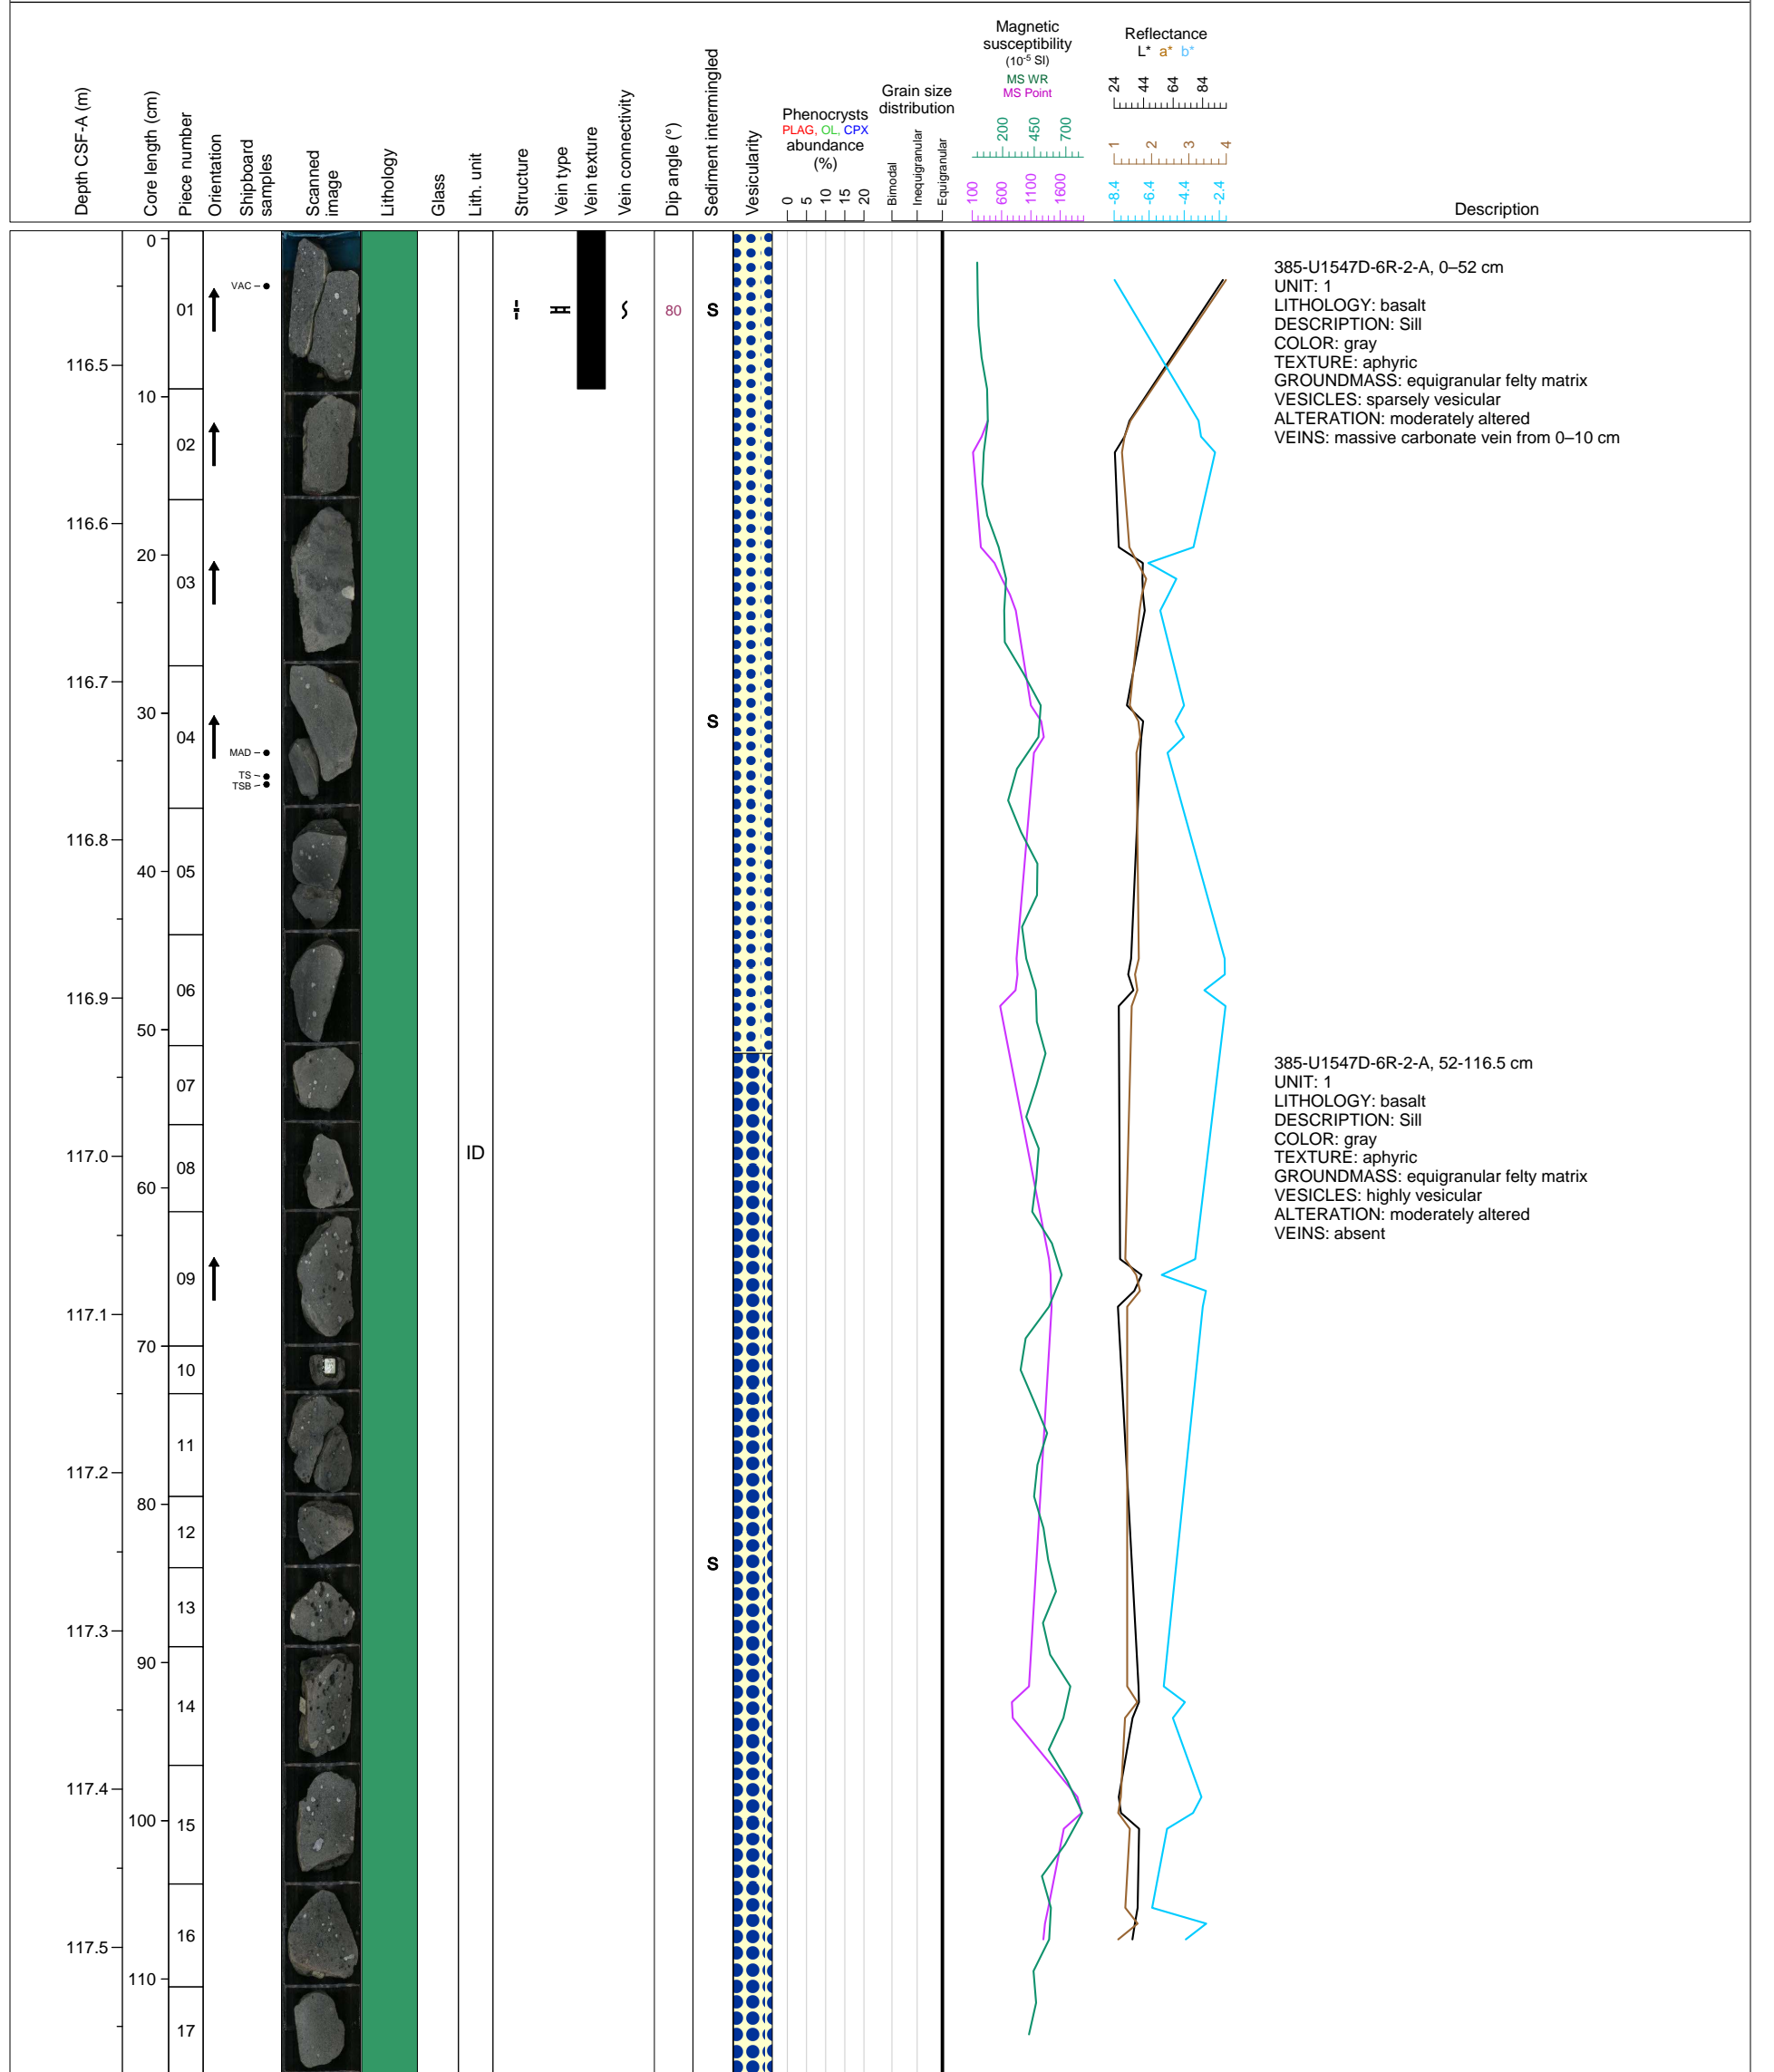 Depth CSF-A (m)
Core length (cm)
Piece number
Orientation
Shipboard
samples
Scanned
image
Lithology
Glass
Lith. unit
Structure
Vein type
Vein texture
Vein connectivity
Dip angle (°)
Sediment intermingled
Vesicularity
Phenocrysts
PLAG, OL, CPX
abundance
(%)
0 5 10 15 20
Grain size
distribution
Bimodal
Inequigranular
Equigranular
Magnetic
susceptibility
(10-5 SI)
MS WR
MS Point
200 450 700
100 600 1100 1600
Reflectance
L* a* b*
24 44 64 84
1 2 3 4
-8.4 -6.4 -4.4 -2.4
Description
116.5
116.6
116.7
116.8
116.9
117.0
117.1
117.2
117.3
117.4
117.5
0
10
20
30
40
50
60
70
80
90
100
110
01
02
03
04
05
06
07
08
09
10
11
12
13
14
15
16
17
VAC
MAD
TS
TSB
ID
80
S
S
S
385-U1547D-6R-2-A, 0–52 cm
UNIT: 1
LITHOLOGY: basalt
DESCRIPTION: Sill
COLOR: gray
TEXTURE: aphyric
GROUNDMASS: equigranular felty matrix
VESICLES: sparsely vesicular
ALTERATION: moderately altered
VEINS: massive carbonate vein from 0–10 cm
385-U1547D-6R-2-A, 52-116.5 cm
UNIT: 1
LITHOLOGY: basalt
DESCRIPTION: Sill
COLOR: gray
TEXTURE: aphyric
GROUNDMASS: equigranular felty matrix
VESICLES: highly vesicular
ALTERATION: moderately altered
VEINS: absent